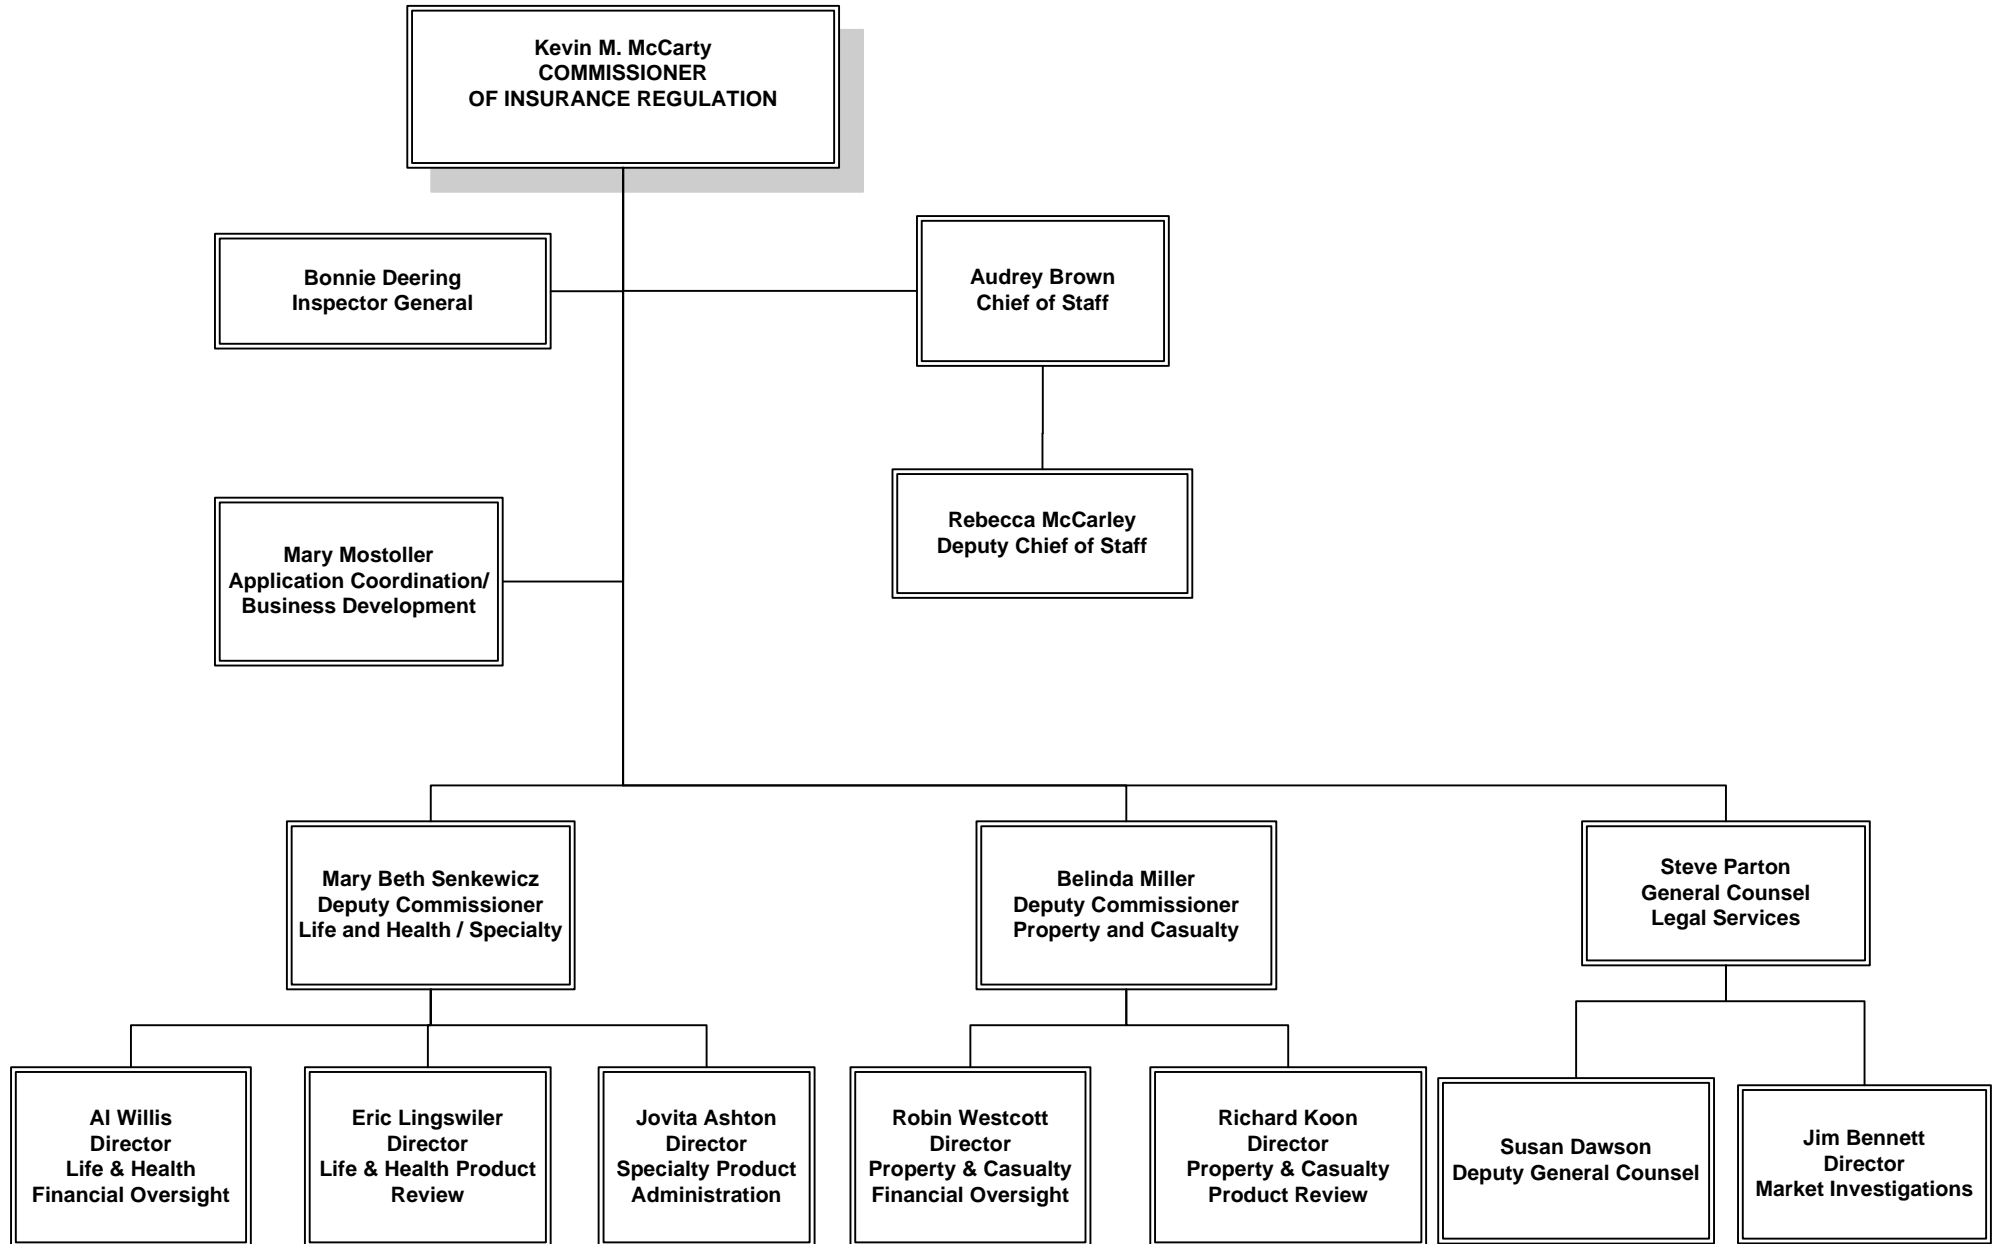 Kevin M. McCarty
COMMISSIONER
OF INSURANCE REGULATION
Bonnie Deering
Inspector General
Audrey Brown
Chief of Staff
Rebecca McCarley
Deputy Chief of Staff
Mary Mostoller
Application Coordination/
Business Development
Mary Beth Senkewicz
Deputy Commissioner
Life and Health / Specialty
Belinda Miller
Deputy Commissioner
Property and Casualty
Steve Parton
General Counsel
Legal Services
Al Willis
Director
Life & Health
Financial Oversight
Eric Lingswiler
Director
Life & Health Product
Review
Jovita Ashton
Director
Specialty Product
Administration
Robin Westcott
Director
Property & Casualty
Financial Oversight
Richard Koon
Director
Property & Casualty
Product Review
Susan Dawson
Deputy General Counsel
Jim Bennett
Director
Market Investigations